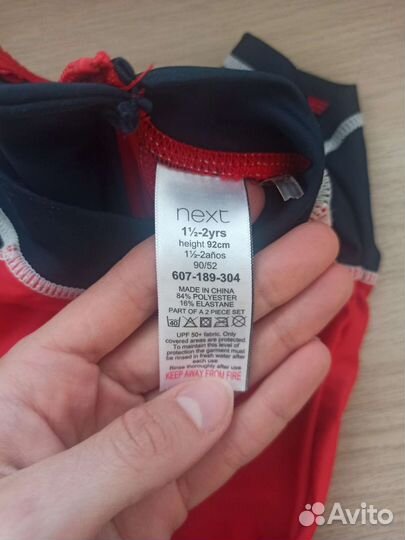 next
1½-2yrs
height 92cm
1½-2años
90/52
607-189-304
MADE IN CHINA
84% POLYESTER
16% ELASTANE
PART OF A 2 PIECE SET
40
UPF 50+ fabric. Only
covered areas are protected.
To maintain this level of
protection the garment must
be rinsed in fresh water after
each use
Rinse thoroughly after use
KEEP AWAY FROM FIRE
Avito